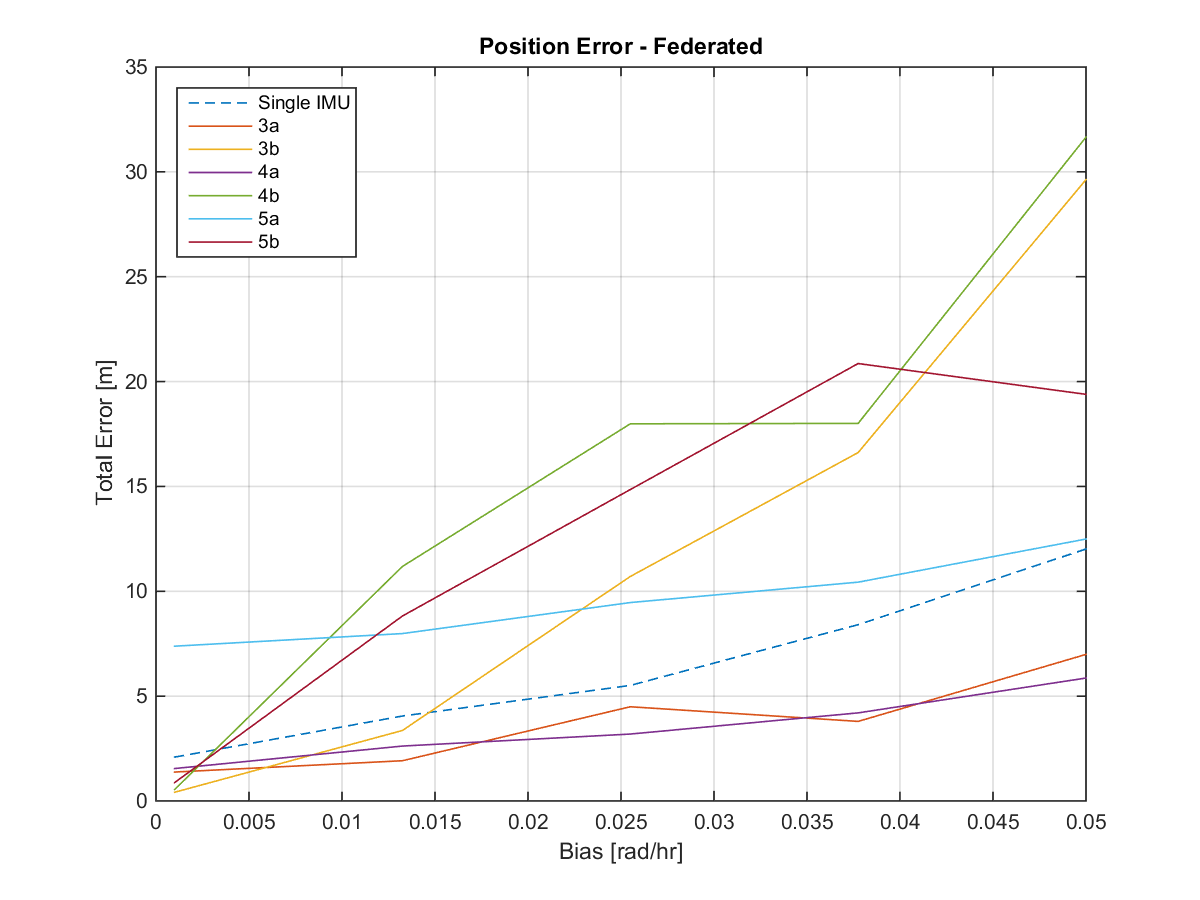 Position Error - Federated
35
30
25
20
15
10
5
0
Total Error [m]
Single IMU
3a
3b
4a
4b
5a
5b
0 0.005 0.01 0.015 0.02 0.025 0.03 0.035 0.04 0.045 0.05
Bias [rad/hr]